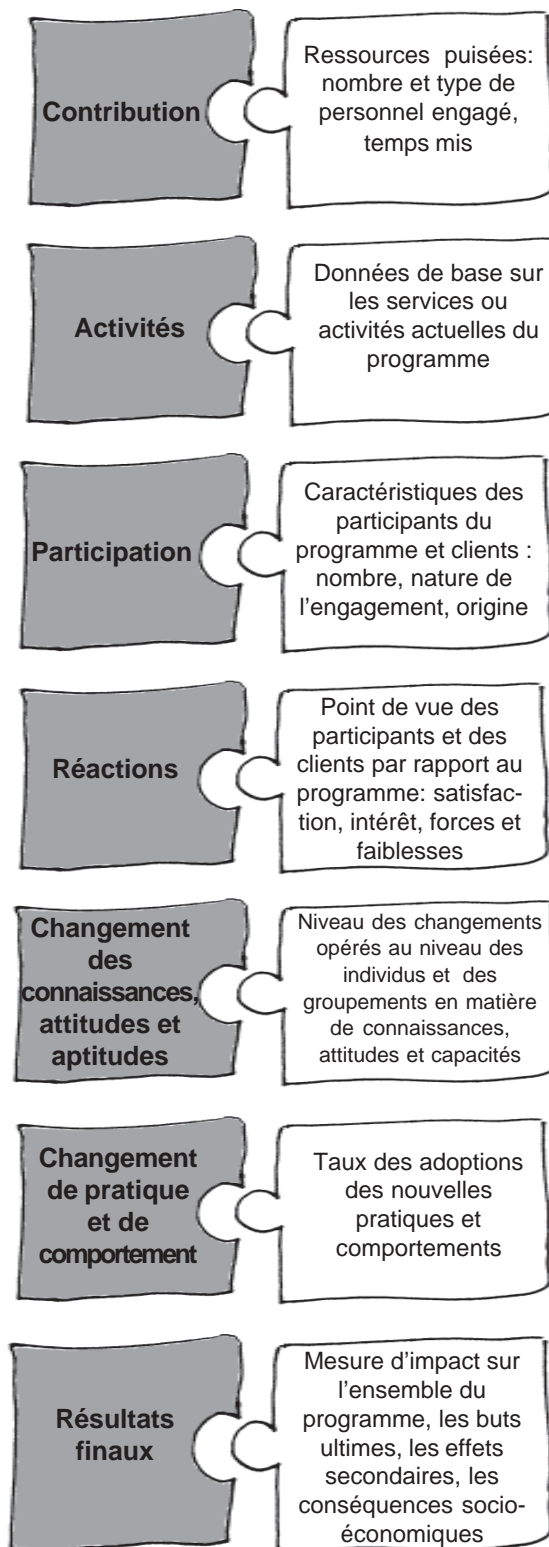 Contribution
Ressources puisées:
nombre et type de
personnel engagé,
temps mis
Activités
Données de base sur
les services ou
activités actuelles du
programme
Participation
Caractéristiques des
participants du
programme et clients :
nombre, nature de
l'engagement, origine
Réactions
Point de vue des
participants et des
clients par rapport au
programme: satisfac-
tion, intérêt, forces et
faiblesses
Changement
des
connaissances,
attitudes et
aptitudes
Niveau des changements
opérés au niveau des
individus et des
groupements en matière
de connaissances,
attitudes et capacités
Changement
de pratique
et de
comportement
Taux des adoptions
des nouvelles
pratiques et
comportements
Résultats
finaux
Mesure d'impact sur
l'ensemble du
programme, les buts
ultimes, les effets
secondaires, les
conséquences socio-
économiques